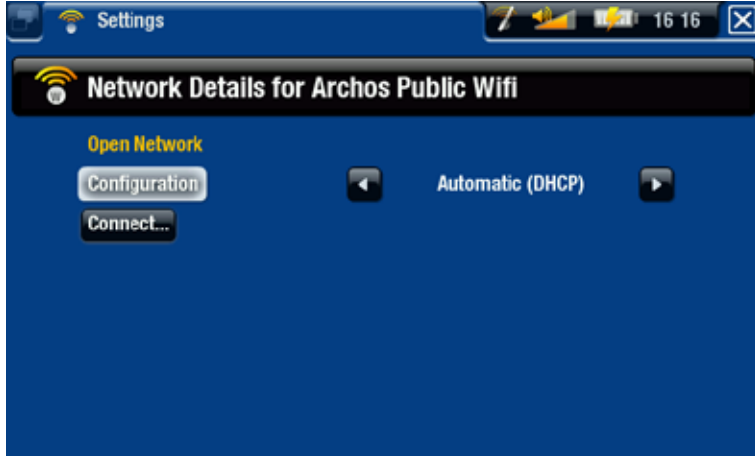 Settings 16 16
Network Details for Archos Public Wifi
Open Network
Configuration Automatic (DHCP)
Connect...